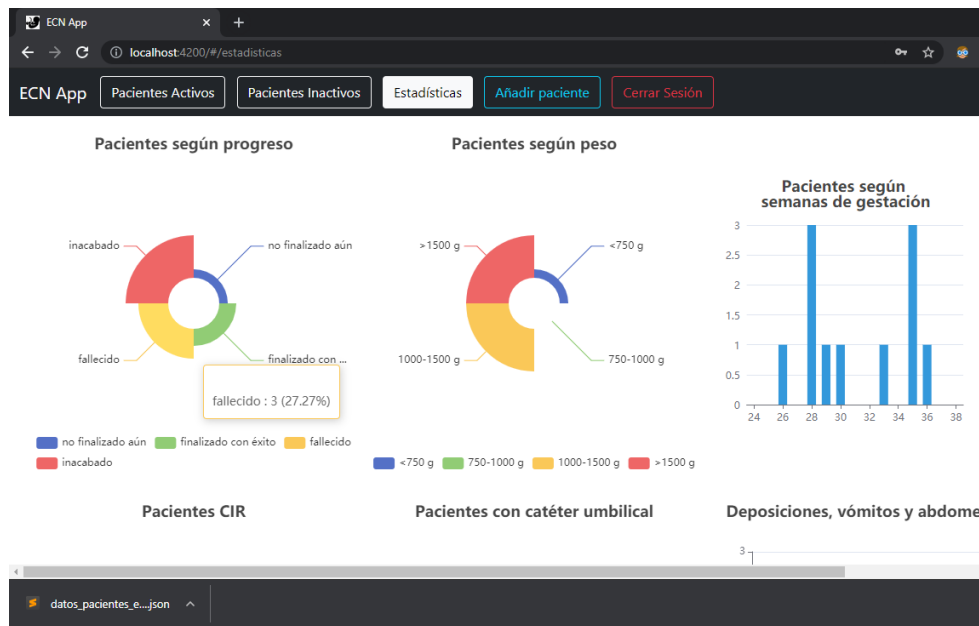 ECN App
localhost:4200/#/estadisticas
ECN App
Pacientes Activos
Pacientes Inactivos
Estadísticas
Añadir paciente
Cerrar Sesión
Pacientes según progreso
inacabado
no finalizado aún
fallecido
finalizado con ...
fallecido : 3 (27.27%)
no finalizado aún
finalizado con éxito
fallecido
inacabado
Pacientes según peso
>1500 g
<750 g
1000-1500 g
750-1000 g
<750 g
750-1000 g
1000-1500 g
>1500 g
Pacientes según
semanas de gestación
3
2.5
2
1.5
1
0.5
0
24 26 28 30 32 34 36 38
Pacientes CIR
Pacientes con catéter umbilical
Deposiciones, vómitos y abdome
3
datos_pacientes_e....json